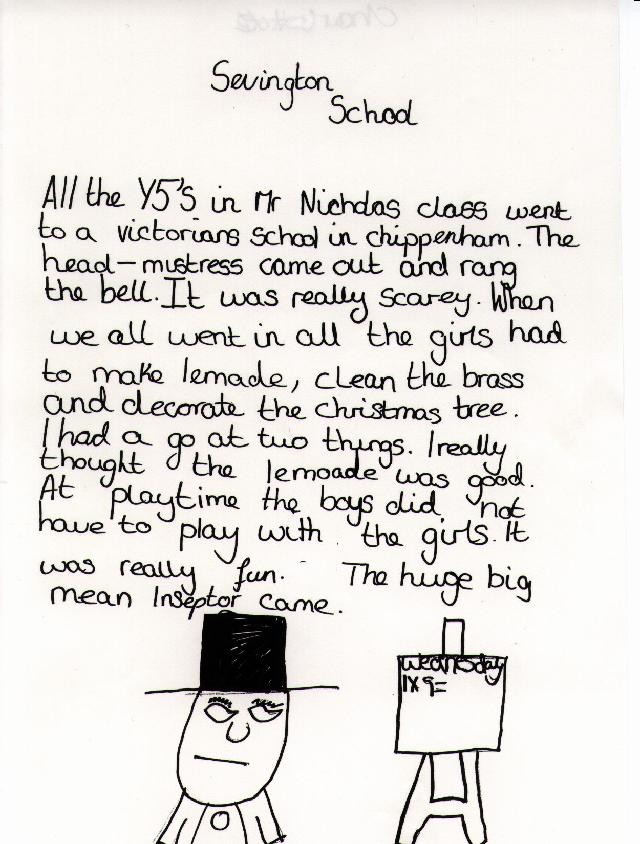 Sevington
School
All the Y5's in Mr Nichdas class went
to a victorians school in chippenham. The
head-mistress came out and rang
the bell. It was really scarey. When
we all went in all the girls had
to make lemade, clean the brass
and decorate the christmas tree.
I had a go at two things. I really
thought the lemoade was good.
At playtime the boys did not
have to play with the girls. It
was really fun. The huge big
mean Inseptor came.
Wednesday
1x9=